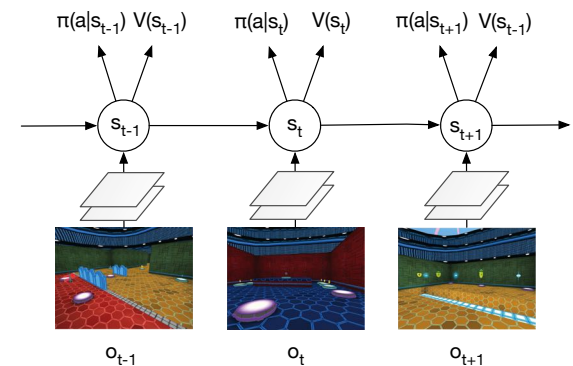 π(a|s_{t-1}) V(s_{t-1}) π(a|s_t) V(s_t) π(a|s_{t+1}) V(s_{t-1})
s_{t-1} s_t s_{t+1}
o_{t-1} o_t o_{t+1}